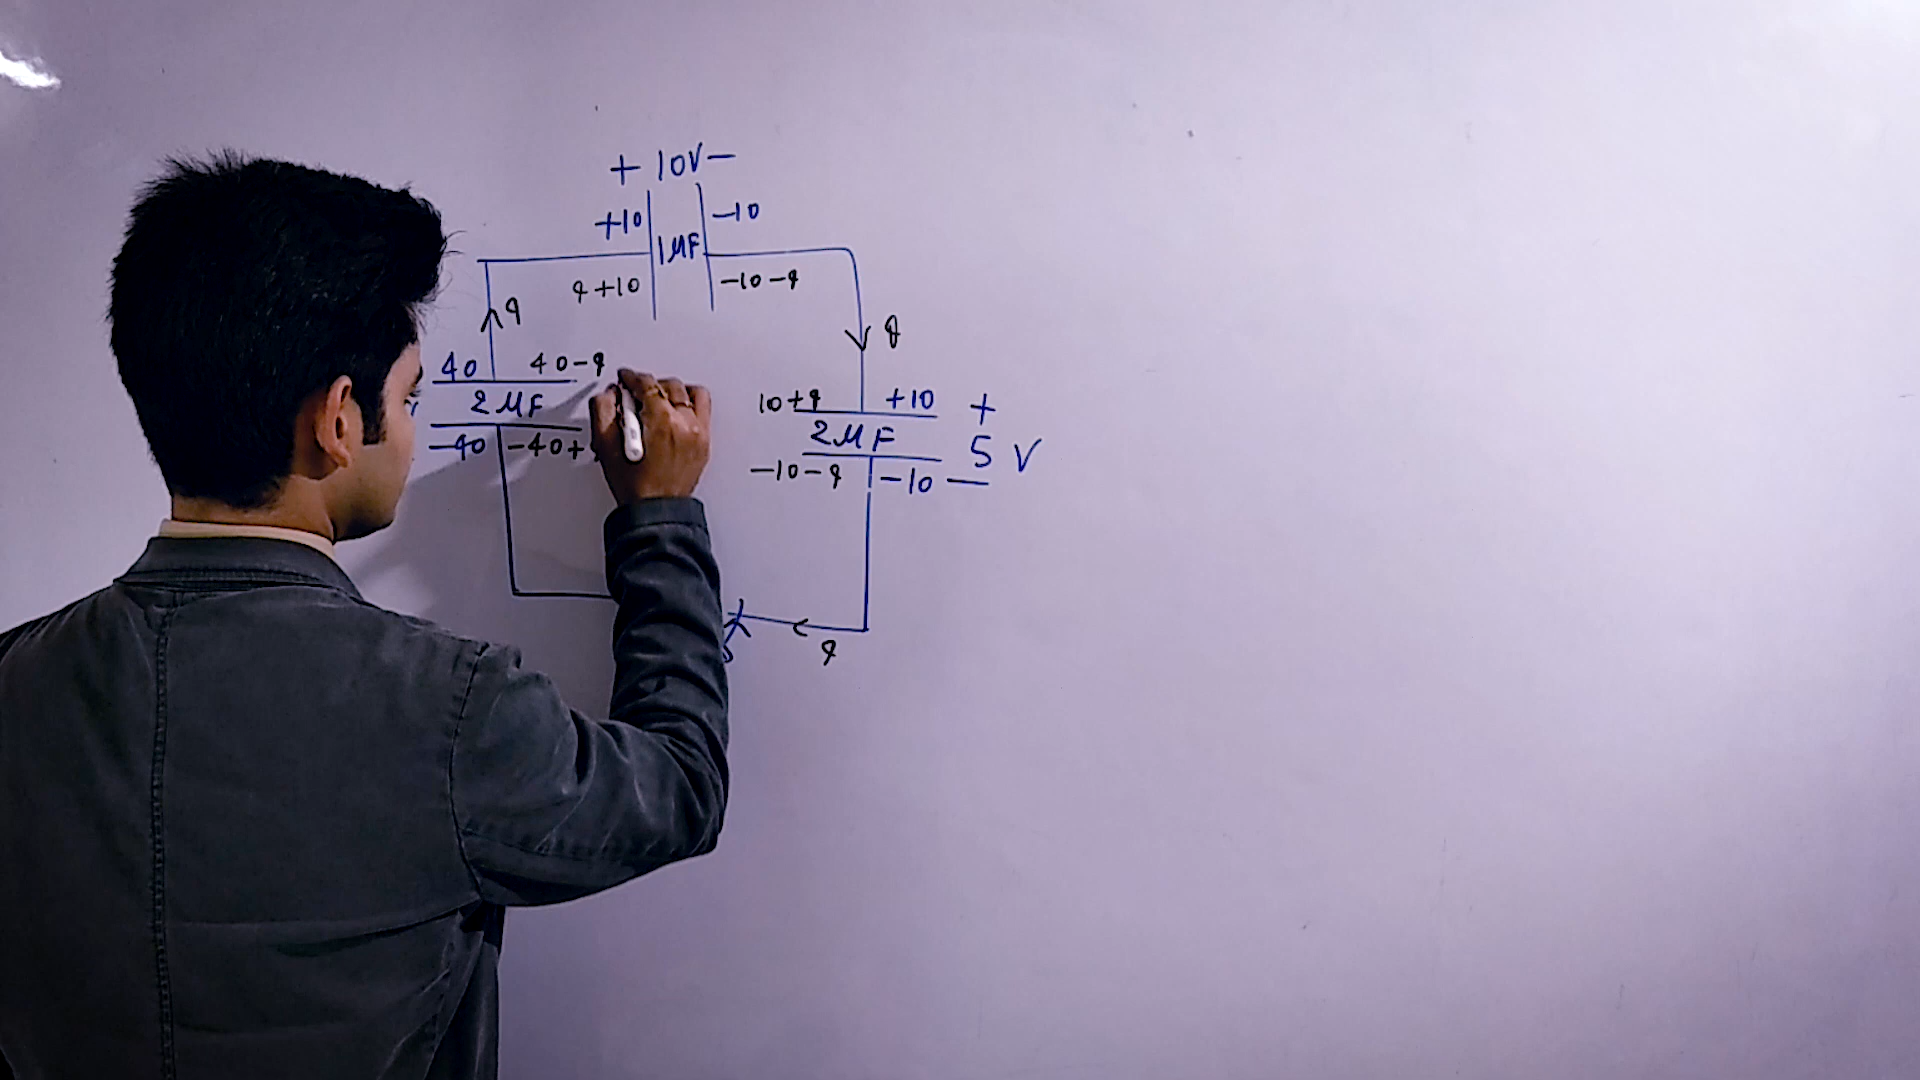 + 10V −
+10 −10
1μF
q+10 −10−q
q q
40 40−q
2μF
−40 −40+
10+q +10 +
2μF 5 V
−10−q −10 −
q